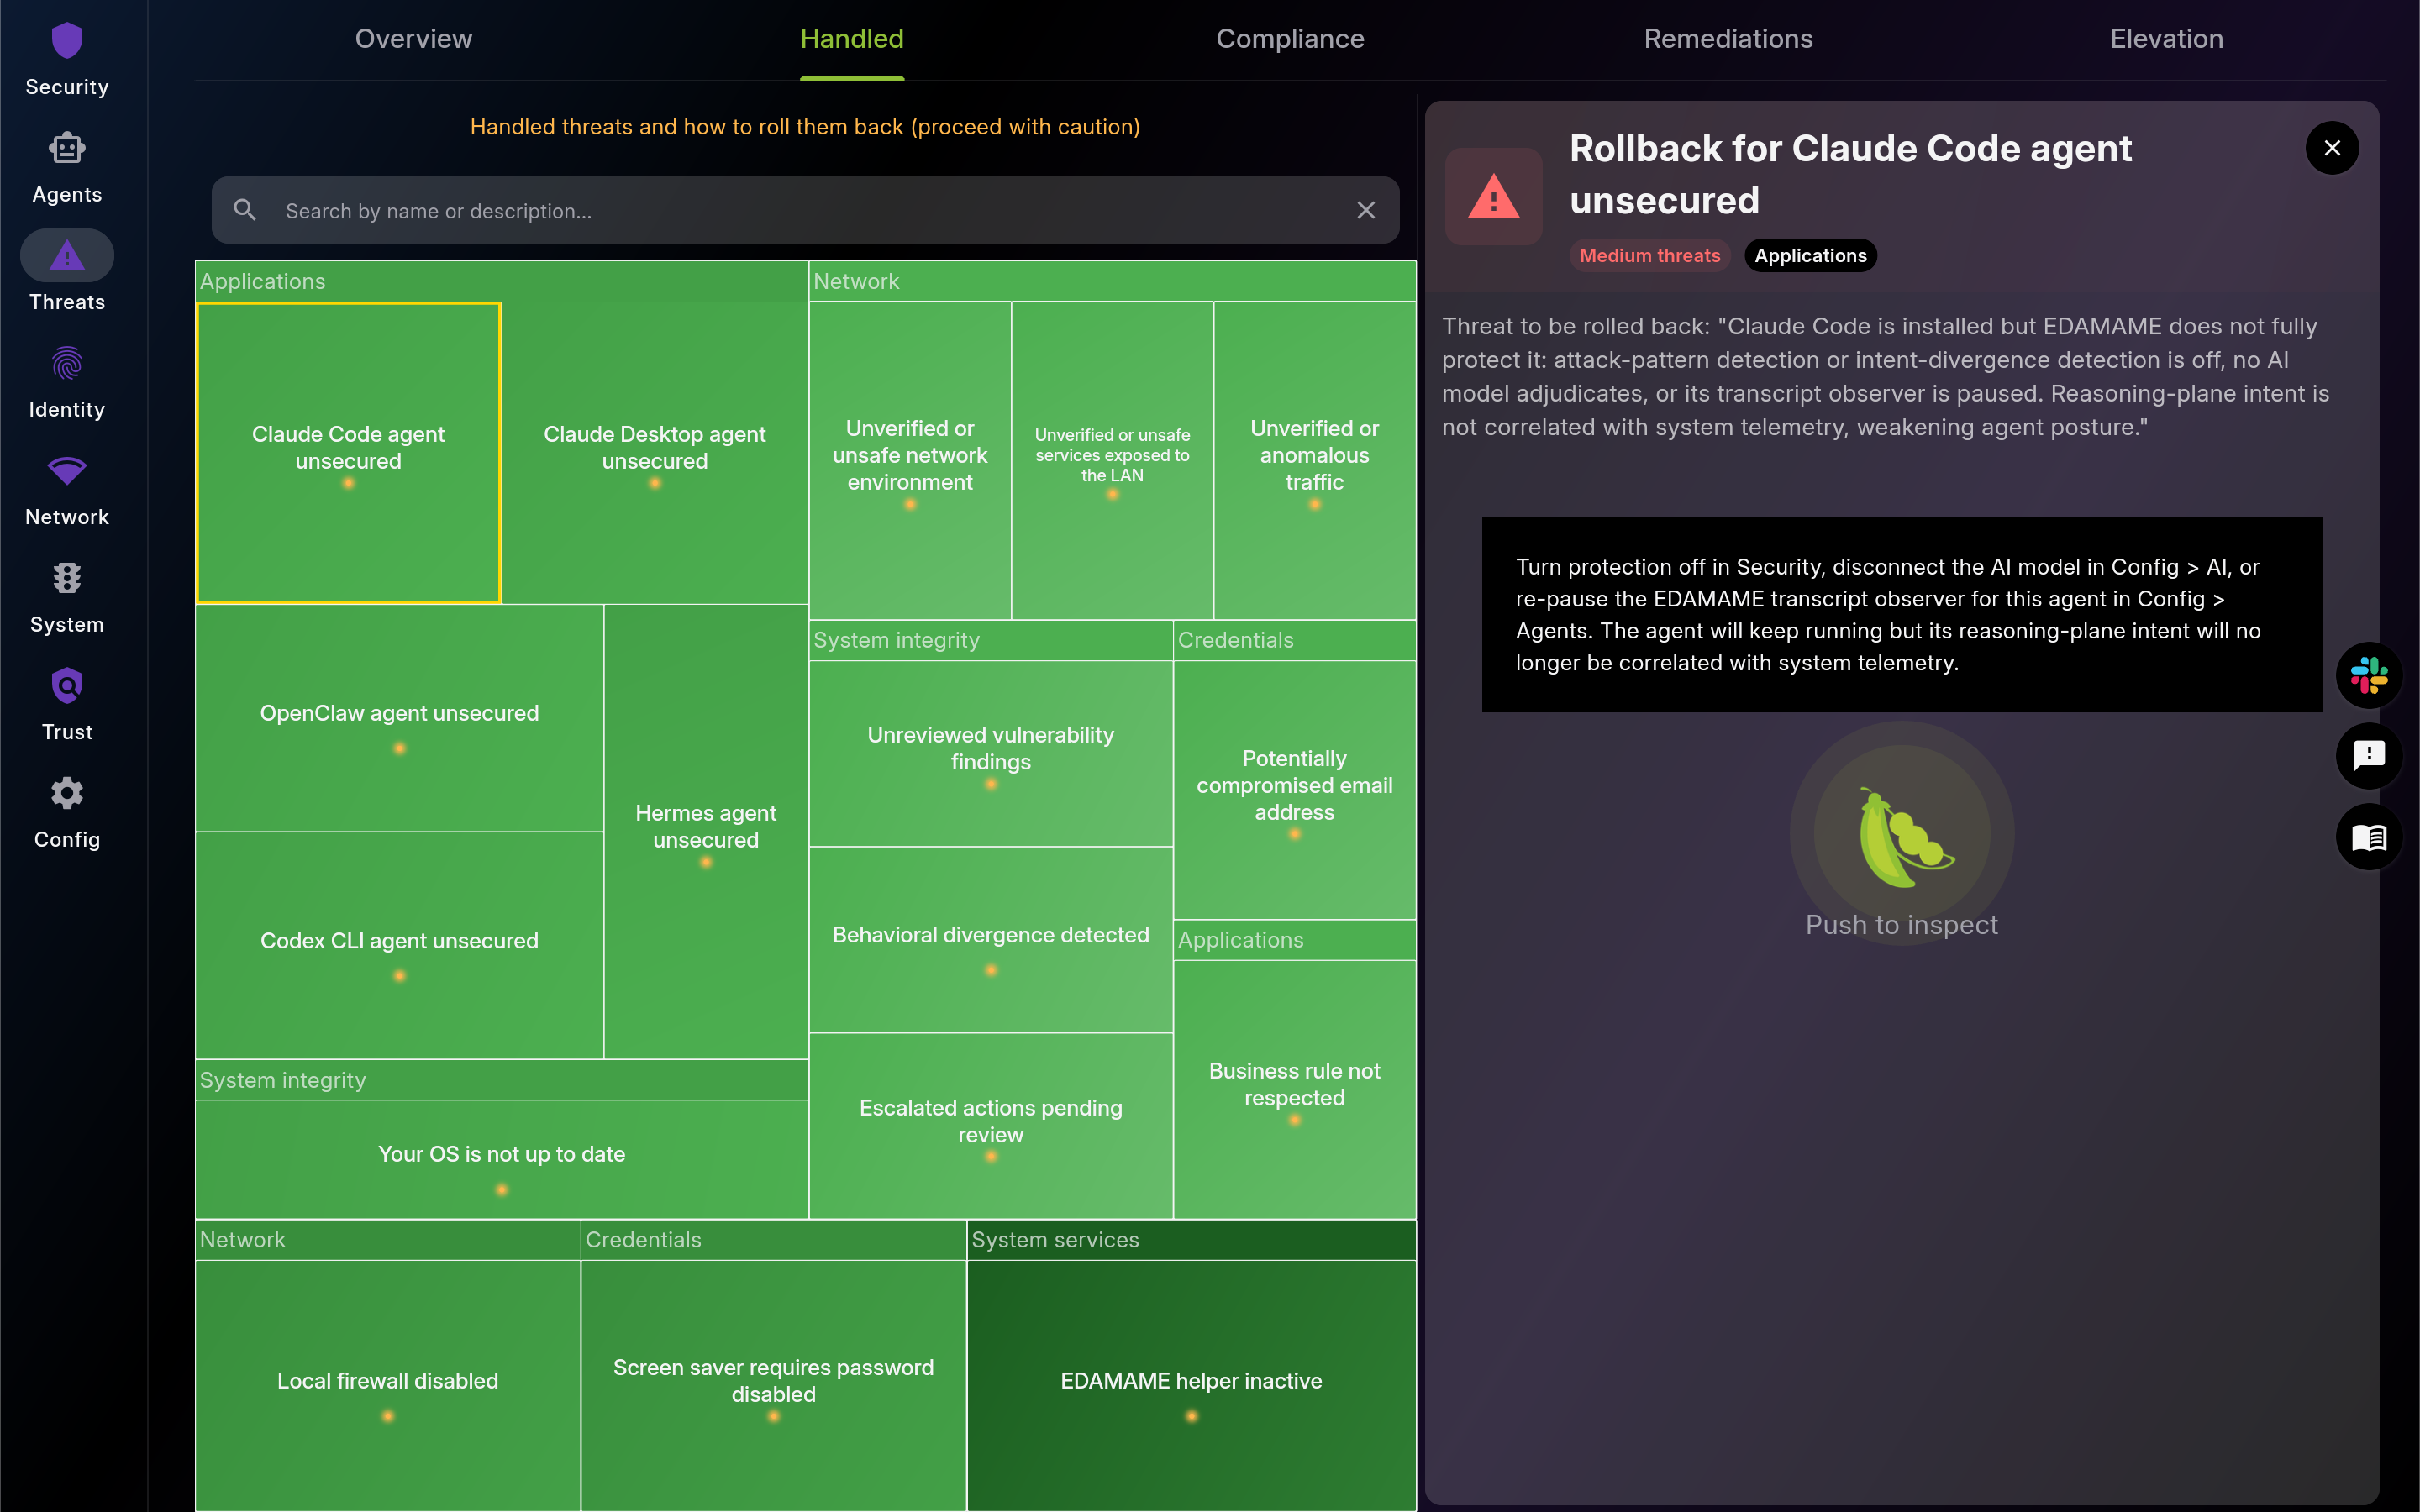 Security
Agents
Threats
Identity
Network
System
Trust
Config
Overview
Handled
Compliance
Remediations
Elevation
Handled threats and how to roll them back (proceed with caution)
Search by name or description...
Applications
Claude Code agent
unsecured
Claude Desktop agent
unsecured
OpenClaw agent unsecured
Codex CLI agent unsecured
Hermes agent
unsecured
System integrity
Your OS is not up to date
Network
Unverified or
unsafe network
environment
Unverified or unsafe
services exposed to
the LAN
Unverified or
anomalous
traffic
System integrity
Unreviewed vulnerability
findings
Behavioral divergence detected
Escalated actions pending
review
Credentials
Potentially
compromised email
address
Applications
Business rule not
respected
Network
Local firewall disabled
Credentials
Screen saver requires password
disabled
System services
EDAMAME helper inactive
Rollback for Claude Code agent
unsecured
Medium threats
Applications
Threat to be rolled back: "Claude Code is installed but EDAMAME does not fully
protect it: attack-pattern detection or intent-divergence detection is off, no AI
model adjudicates, or its transcript observer is paused. Reasoning-plane intent is
not correlated with system telemetry, weakening agent posture."
Turn protection off in Security, disconnect the AI model in Config > AI, or
re-pause the EDAMAME transcript observer for this agent in Config >
Agents. The agent will keep running but its reasoning-plane intent will no
longer be correlated with system telemetry.
Push to inspect